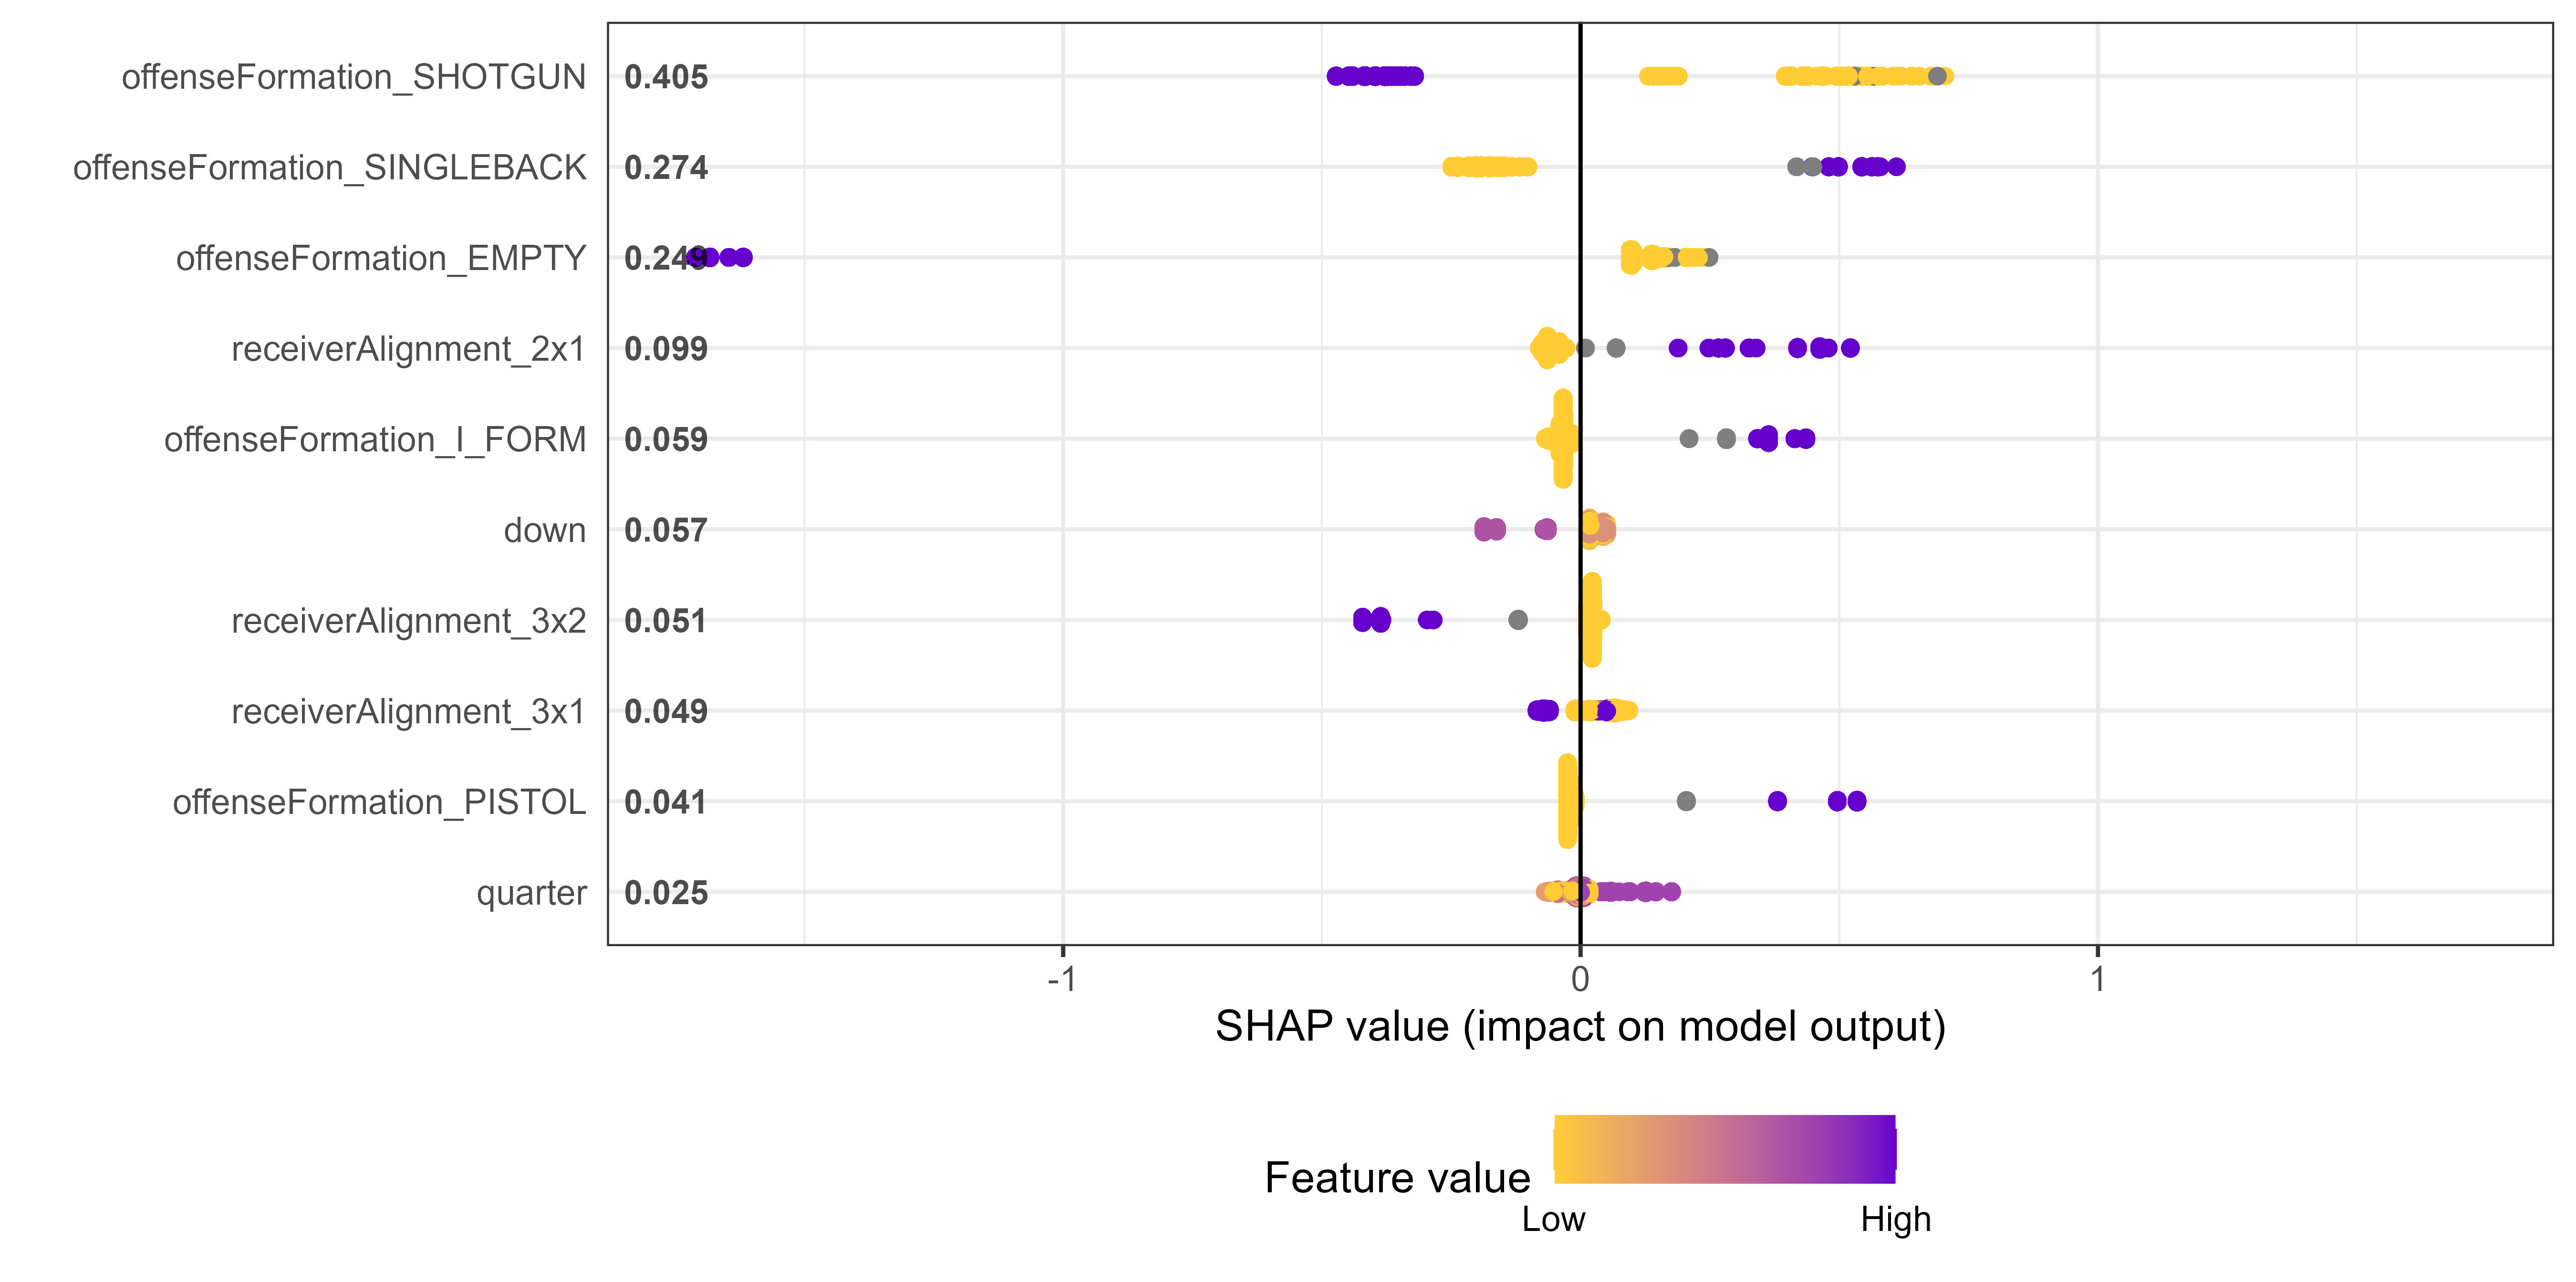 offenseFormation_SHOTGUN 0.405
offenseFormation_SINGLEBACK 0.274
offenseFormation_EMPTY 0.249
receiverAlignment_2x1 0.099
offenseFormation_I_FORM 0.059
down 0.057
receiverAlignment_3x2 0.051
receiverAlignment_3x1 0.049
offenseFormation_PISTOL 0.041
quarter 0.025
-1 0 1
SHAP value (impact on model output)
Feature value
Low High